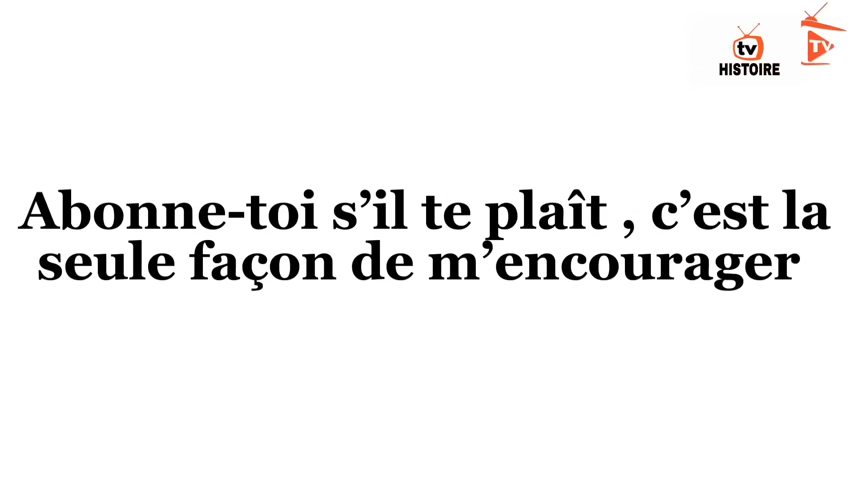 tv
HISTOIRE
TV
Abonne-toi s’il te plaît , c’est la
seule façon de m’encourager